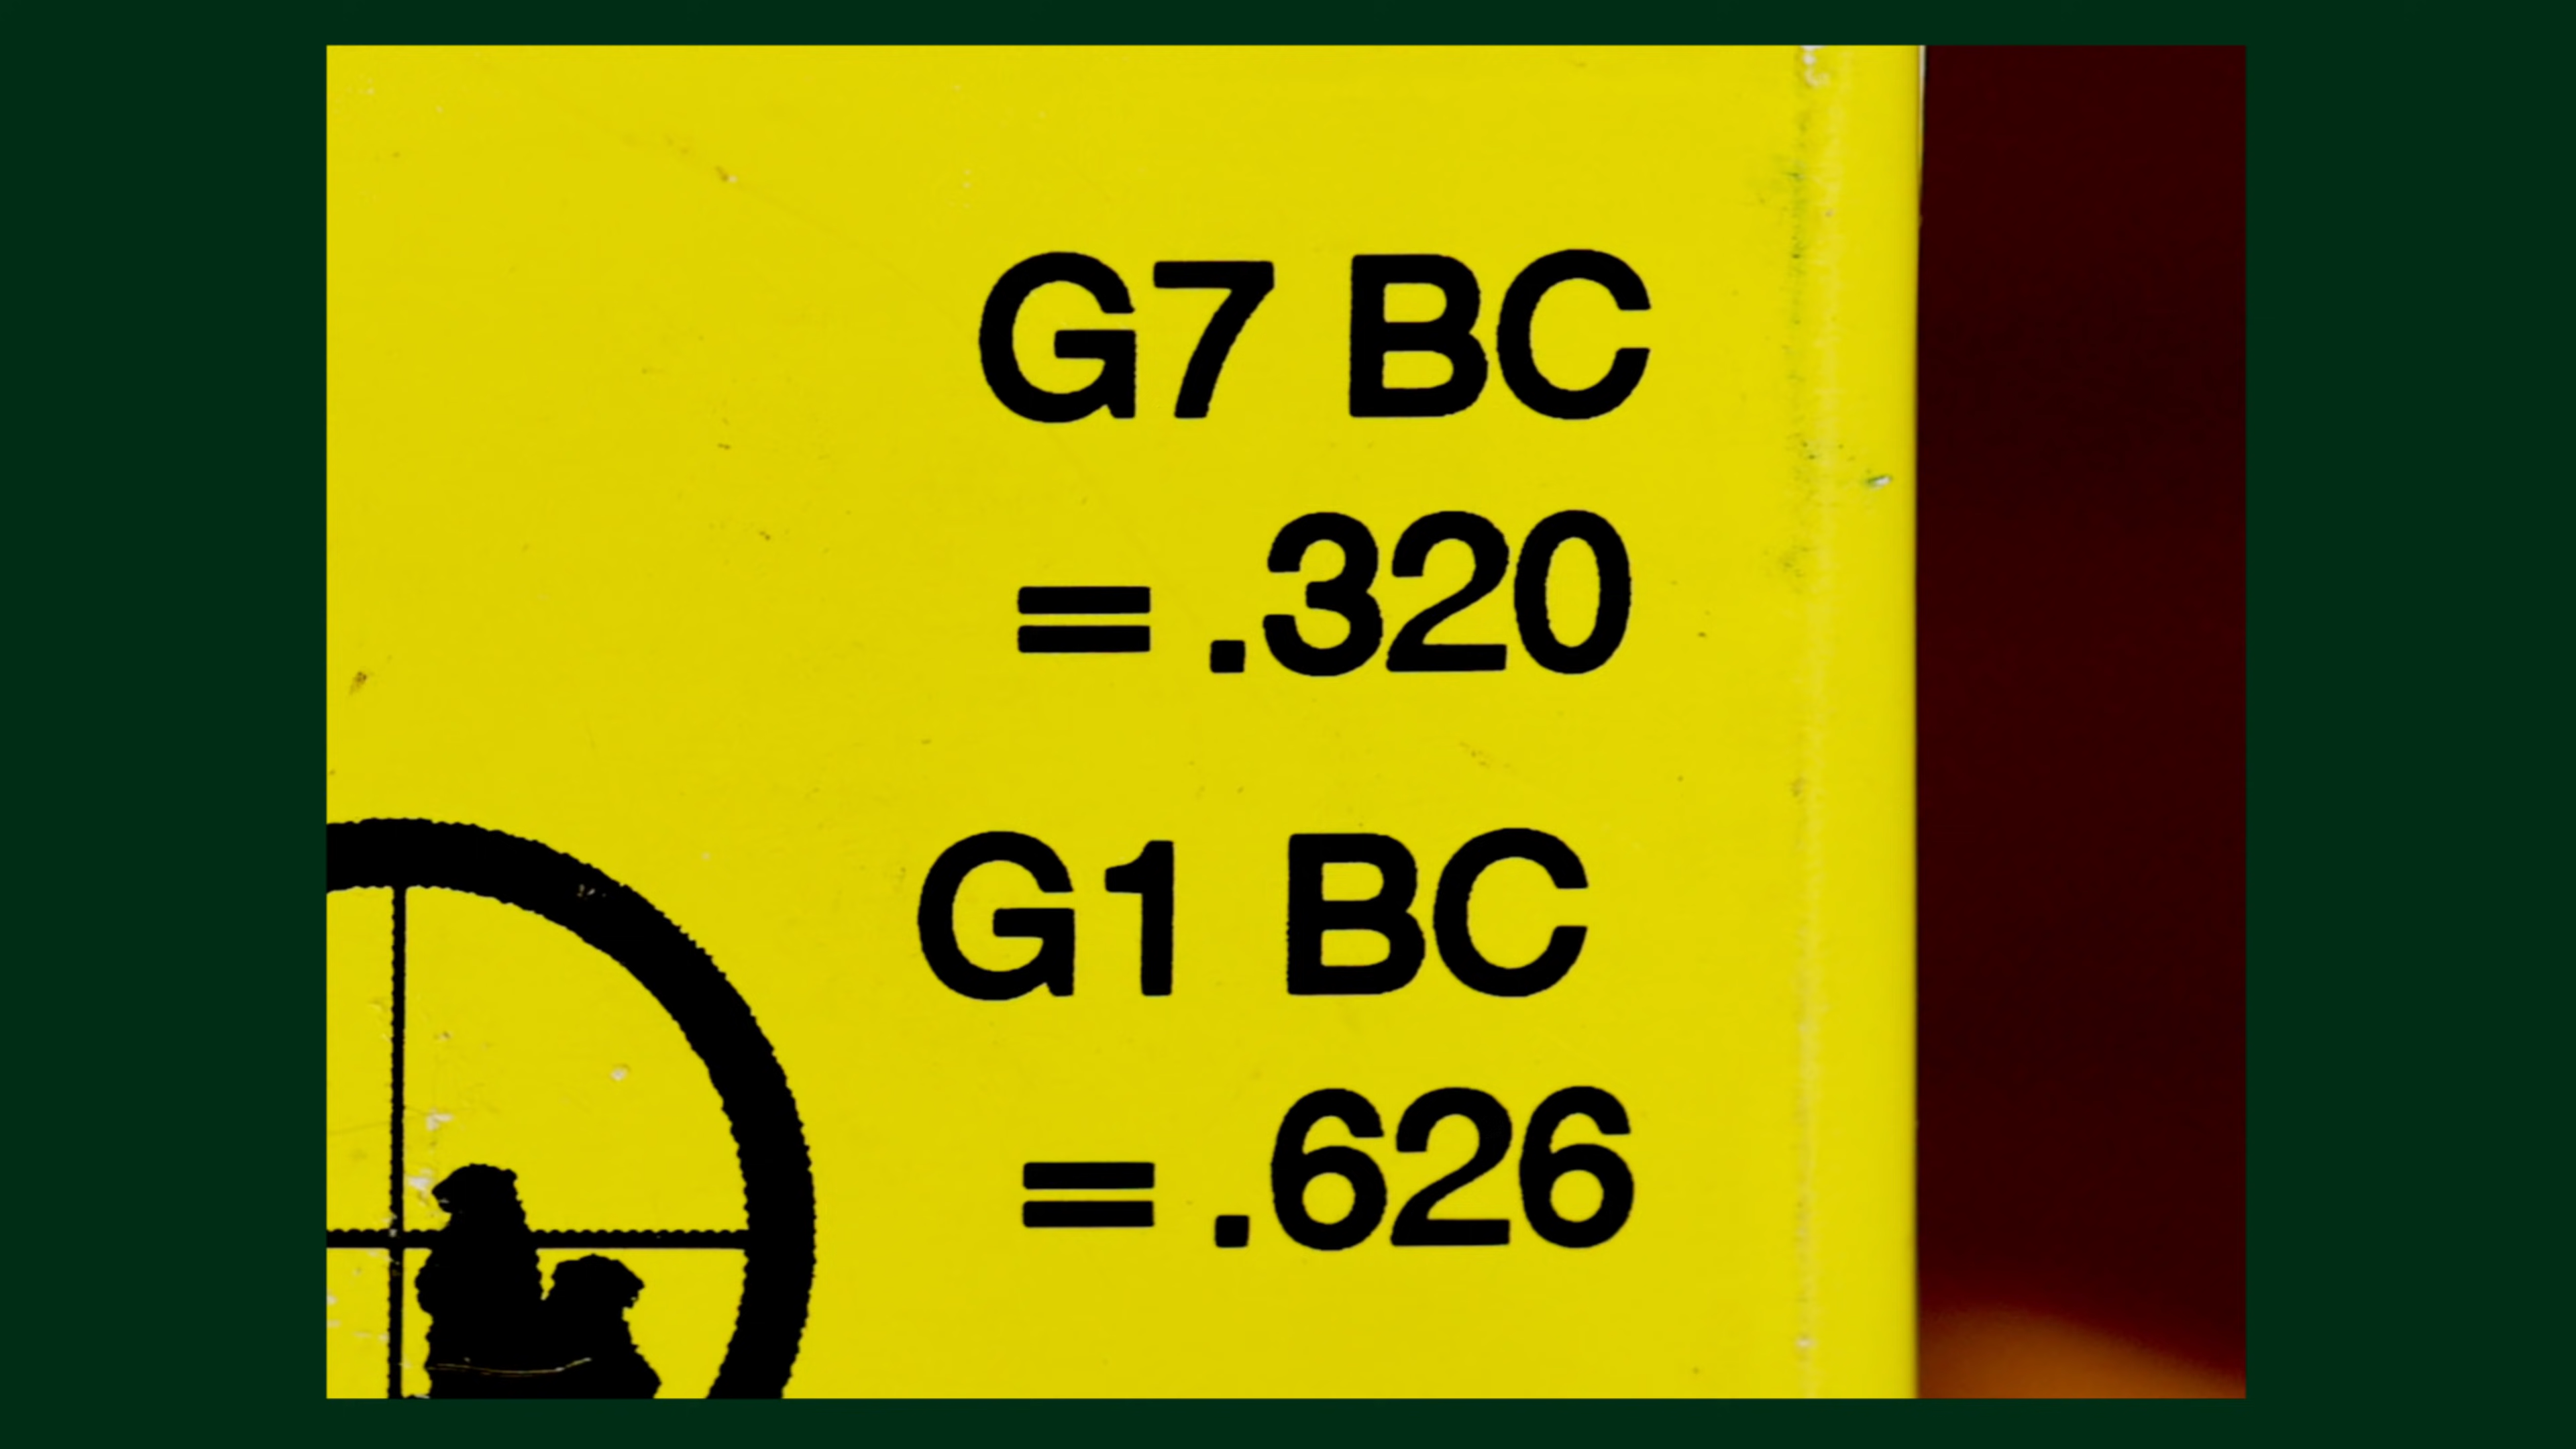 G7 BC
= .320
G1 BC
= .626